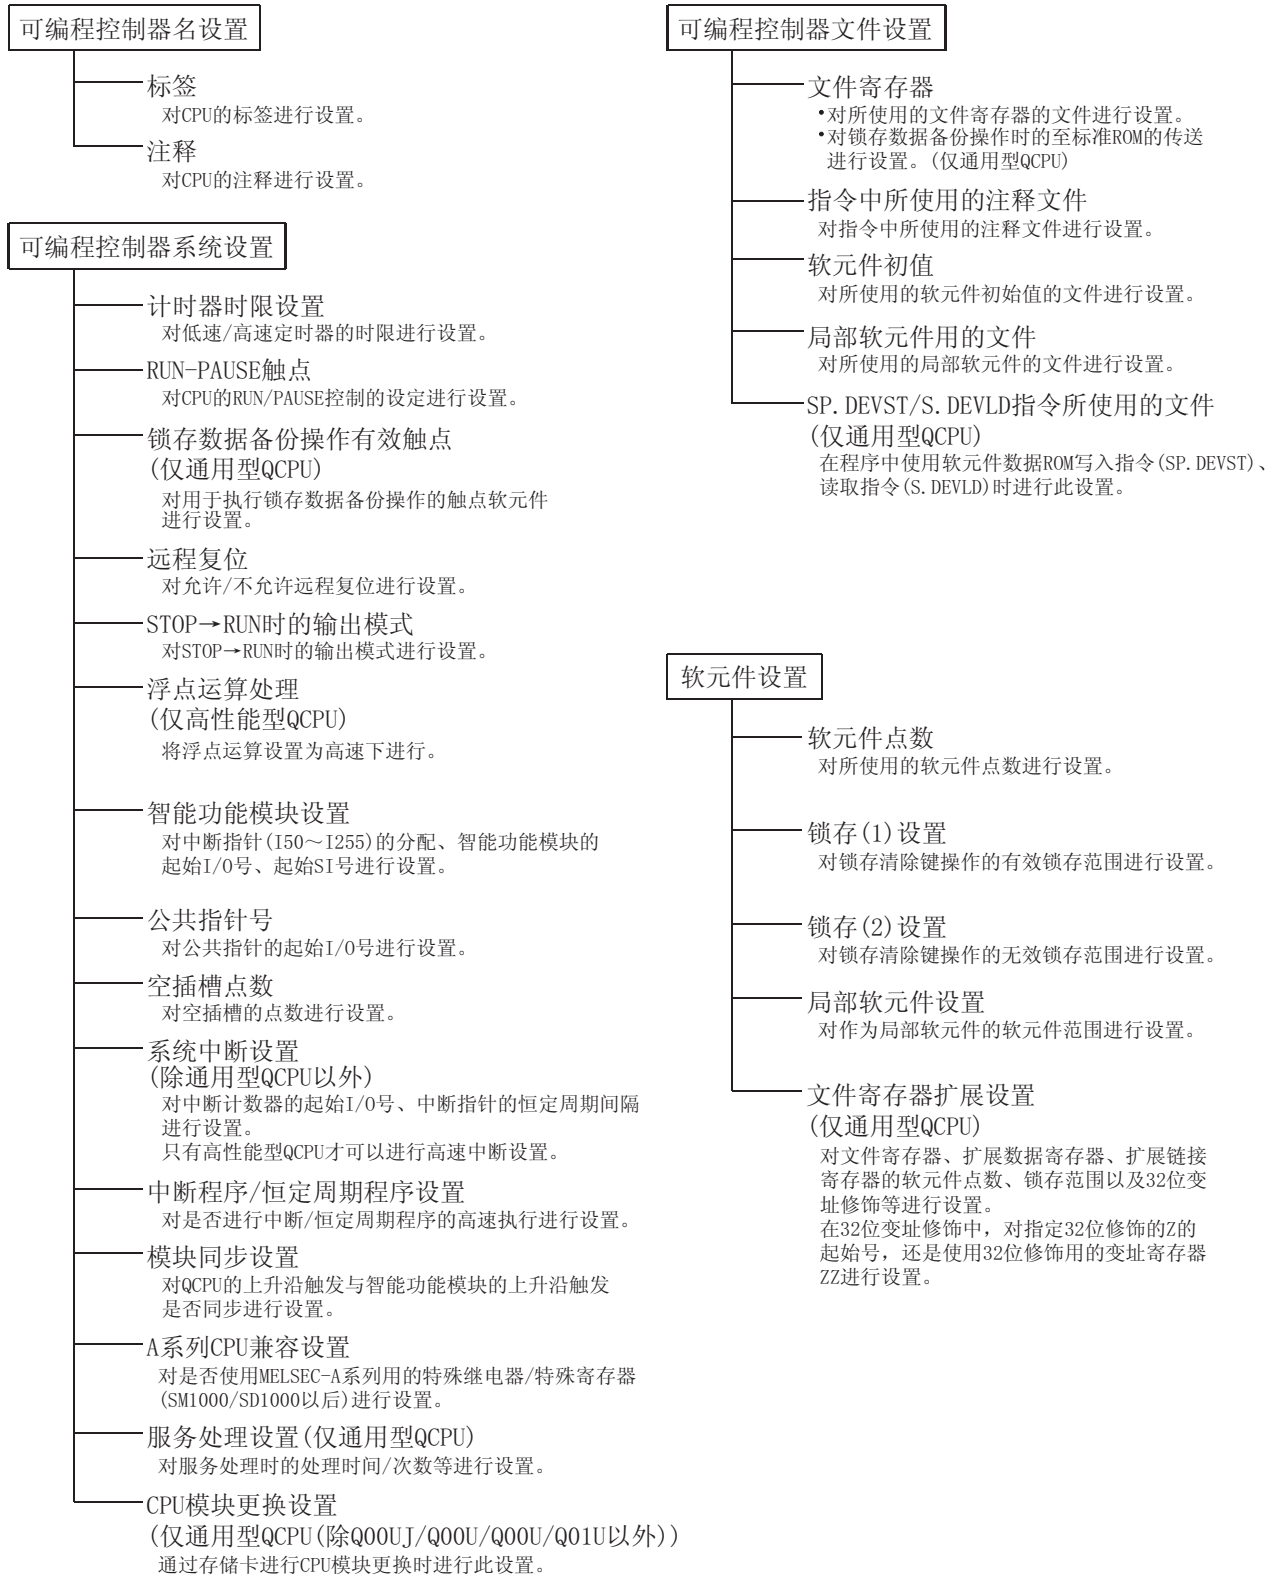 可编程控制器名设置
标签
对CPU的标签进行设置。
注释
对CPU的注释进行设置。
可编程控制器系统设置
计时器时限设置
对低速/高速定时器的时限进行设置。
RUN-PAUSE触点
对CPU的RUN/PAUSE控制的设定进行设置。
锁存数据备份操作有效触点
(仅通用型QCPU)
对用于执行锁存数据备份操作的触点软元件
进行设置。
远程复位
对允许/不允许远程复位进行设置。
STOP→RUN时的输出模式
对STOP→RUN时的输出模式进行设置。
浮点运算处理
(仅高性能型QCPU)
将浮点运算设置为高速下进行。
智能功能模块设置
对中断指针(I50～I255)的分配、智能功能模块的
起始I/O号、起始SI号进行设置。
公共指针号
对公共指针的起始I/O号进行设置。
空插槽点数
对空插槽的点数进行设置。
系统中断设置
(除通用型QCPU以外)
对中断计数器的起始I/O号、中断指针的恒定周期间隔
进行设置。
只有高性能型QCPU才可以进行高速中断设置。
中断程序/恒定周期程序设置
对是否进行中断/恒定周期程序的高速执行进行设置。
模块同步设置
对QCPU的上升沿触发与智能功能模块的上升沿触发
是否同步进行设置。
A系列CPU兼容设置
对是否使用MELSEC-A系列用的特殊继电器/特殊寄存器
(SM1000/SD1000以后)进行设置。
服务处理设置(仅通用型QCPU)
对服务处理时的处理时间/次数等进行设置。
CPU模块更换设置
(仅通用型QCPU(除Q00UJ/Q00U/Q00U/Q01U以外))
通过存储卡进行CPU模块更换时进行此设置。
可编程控制器文件设置
文件寄存器
•对所使用的文件寄存器的文件进行设置。
•对锁存数据备份操作时的至标准ROM的传送
进行设置。(仅通用型QCPU)
指令中所使用的注释文件
对指令中所使用的注释文件进行设置。
软元件初值
对所使用的软元件初始值的文件进行设置。
局部软元件用的文件
对所使用的局部软元件的文件进行设置。
SP.DEVST/S.DEVLD指令所使用的文件
(仅通用型QCPU)
在程序中使用软元件数据ROM写入指令(SP.DEVST)、
读取指令(S.DEVLD)时进行此设置。
软元件设置
软元件点数
对所使用的软元件点数进行设置。
锁存(1)设置
对锁存清除键操作的有效锁存范围进行设置。
锁存(2)设置
对锁存清除键操作的无效锁存范围进行设置。
局部软元件设置
对作为局部软元件的软元件范围进行设置。
文件寄存器扩展设置
(仅通用型QCPU)
对文件寄存器、扩展数据寄存器、扩展链接
寄存器的软元件点数、锁存范围以及32位变
址修饰等进行设置。
在32位变址修饰中，对指定32位修饰的Z的
起始号，还是使用32位修饰用的变址寄存器
ZZ进行设置。